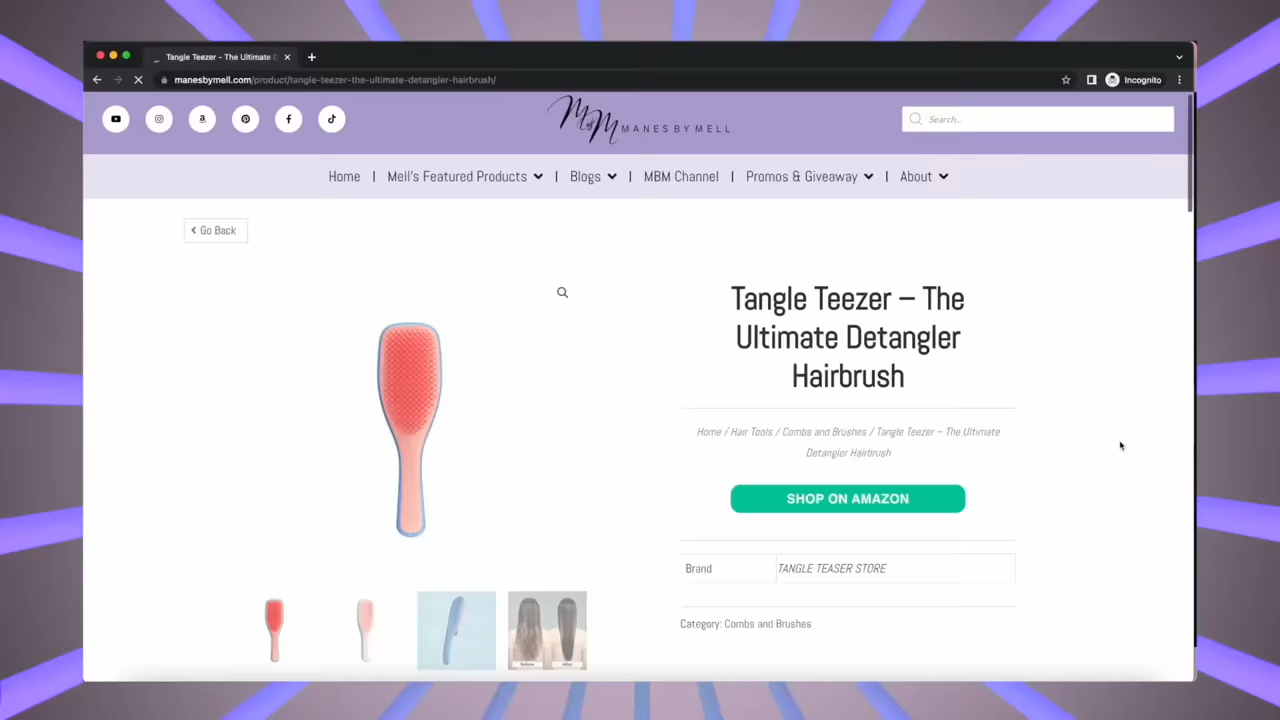 Tangle Teezer – The Ultimate D
manesbymell.com/product/tangle-teezer-the-ultimate-detangler-hairbrush/
Incognito
MM MANES BY MELL
Search...
Home | Mell's Featured Products | Blogs | MBM Channel | Promos & Giveaway | About
Go Back
Tangle Teezer – The
Ultimate Detangler
Hairbrush
Home / Hair Tools / Combs and Brushes / Tangle Teezer – The Ultimate
Detangler Hairbrush
SHOP ON AMAZON
Brand TANGLE TEASER STORE
Category: Combs and Brushes
Before After